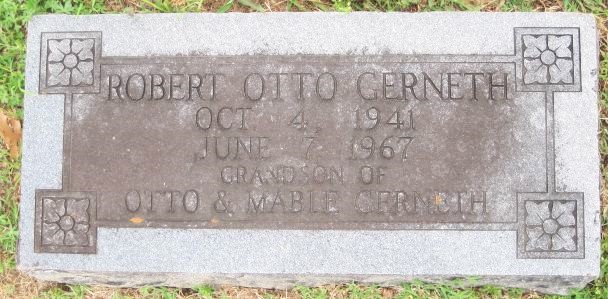 ROBERT OTTO GERNETH
OCT 4, 1941
JUNE 7, 1967
GRANDSON OF
OTTO & MABLE GERNETH